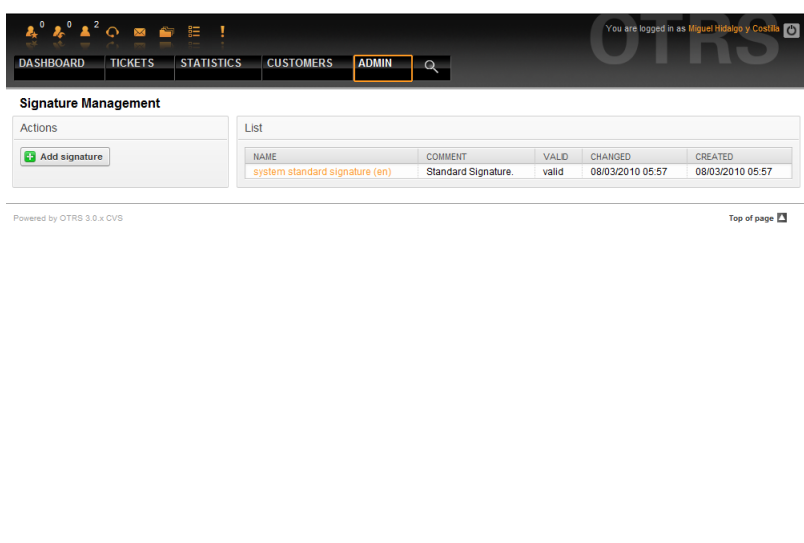 0 0 2
You are logged in as Miguel Hidalgo y Costilla
OTRS
DASHBOARD TICKETS STATISTICS CUSTOMERS ADMIN
Signature Management
Actions
Add signature
List
NAME COMMENT VALID CHANGED CREATED
system standard signature (en) Standard Signature. valid 08/03/2010 05:57 08/03/2010 05:57
Powered by OTRS 3.0.x CVS
Top of page